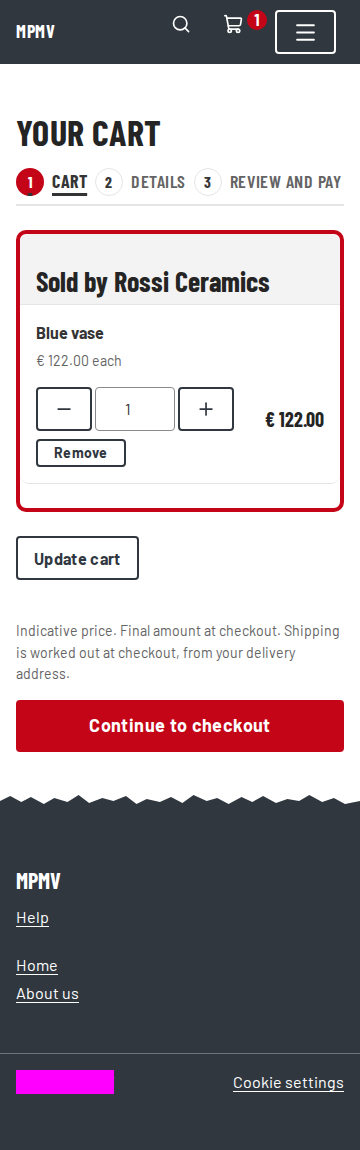 MPMV
1
YOUR CART
1 CART 2 DETAILS 3 REVIEW AND PAY
Sold by Rossi Ceramics
Blue vase
€ 122.00 each
1
€ 122.00
Remove
Update cart
Indicative price. Final amount at checkout. Shipping
is worked out at checkout, from your delivery
address.
Continue to checkout
MPMV
Help
Home
About us
Cookie settings